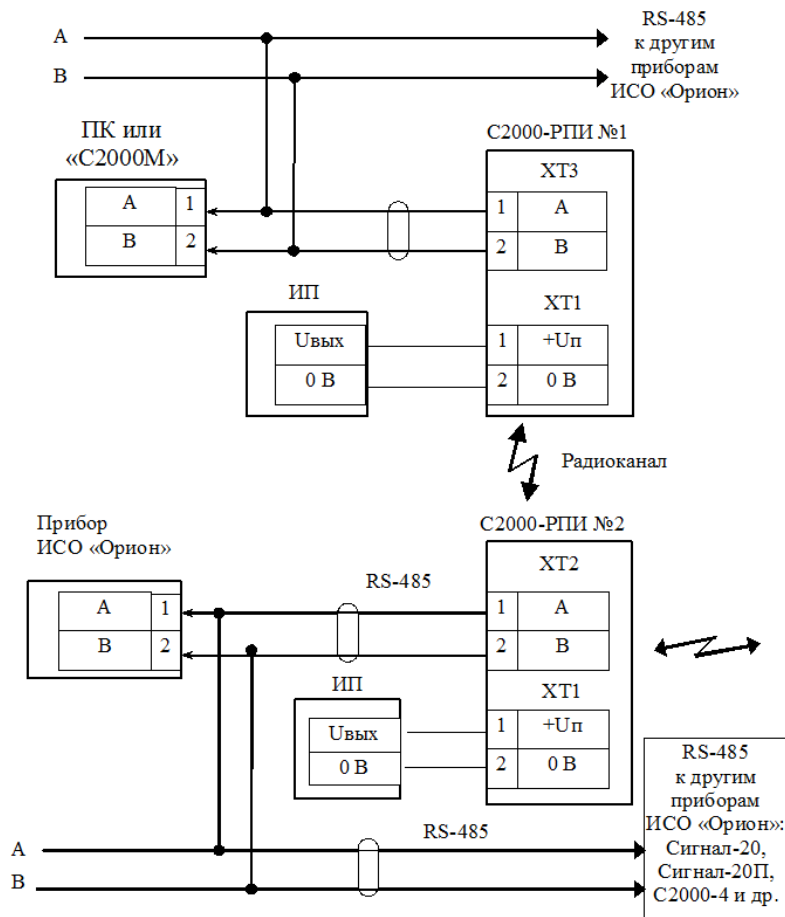 A
B
RS-485
к другим
приборам
ИСО «Орион»
ПК или
«С2000М»
A 1
B 2
С2000-РПИ №1
XT3
1 A
2 B
ИП
Uвых
0 В
XT1
1 +Uп
2 0 В
Радиоканал
Прибор
ИСО «Орион»
A 1
B 2
RS-485
С2000-РПИ №2
XT2
1 A
2 B
ИП
Uвых
0 В
XT1
1 +Uп
2 0 В
A
B
RS-485
RS-485
к другим
приборам
ИСО «Орион»:
Сигнал-20,
Сигнал-20П,
С2000-4 и др.